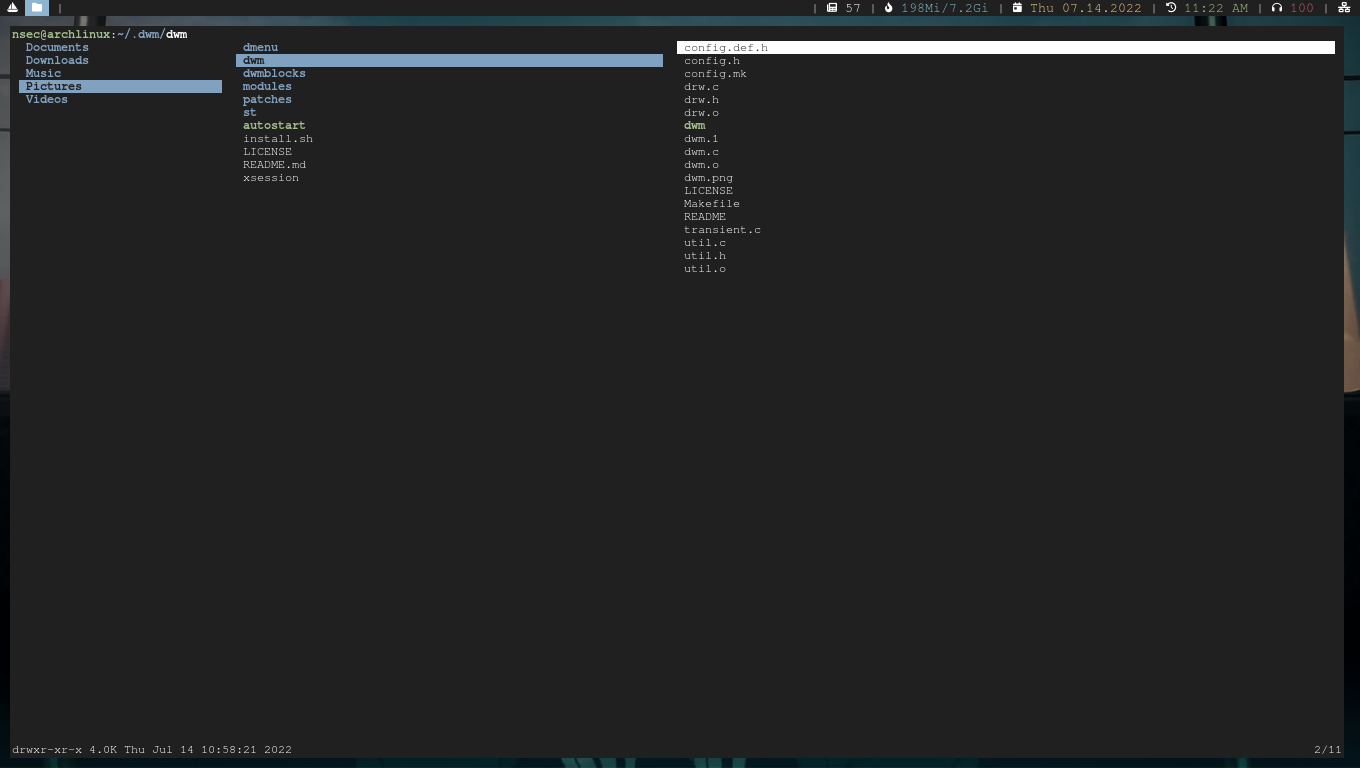 | | 57 | 198Mi/7.2Gi | Thu 07.14.2022 | 11:22 AM | 100 |
nsec@archlinux:~/.dwm/dwm
Documents
Downloads
Music
Pictures
Videos
dmenu
dwm
dwmblocks
modules
patches
st
autostart
install.sh
LICENSE
README.md
xsession
config.def.h
config.h
config.mk
drw.c
drw.h
drw.o
dwm
dwm.1
dwm.c
dwm.o
dwm.png
LICENSE
Makefile
README
transient.c
util.c
util.h
util.o
drwxr-xr-x 4.0K Thu Jul 14 10:58:21 2022 2/11